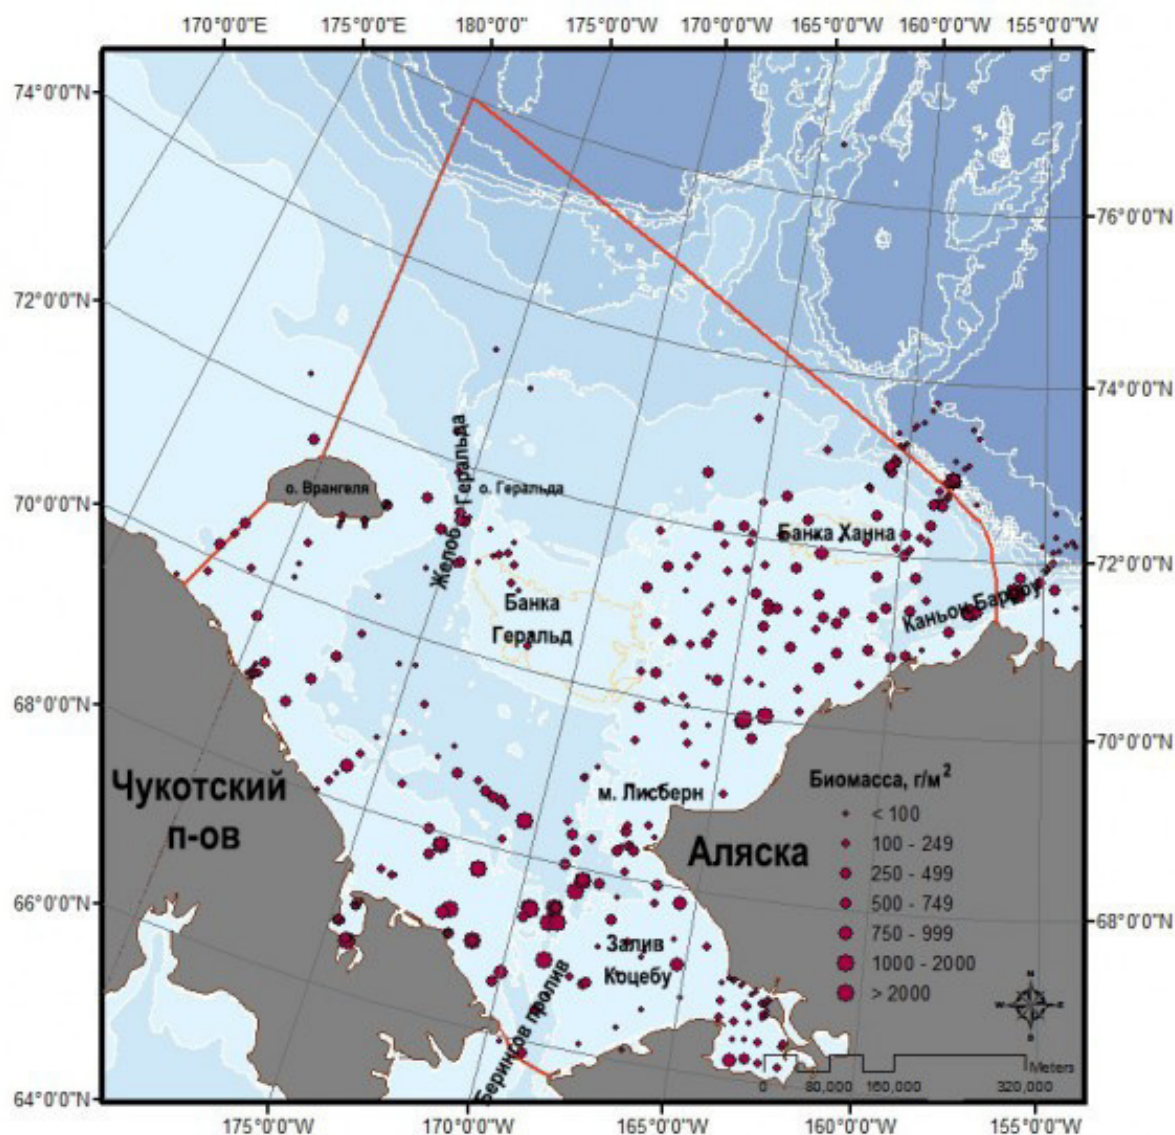 170°0'0"E 175°0'0"E 180°0'0" 175°0'0"W 170°0'0"W 165°0'0"W 160°0'0"W 155°0'0"W
74°0'0"N
76°0'0"N
72°0'0"N
74°0'0"N
Желоб Геральда
о. Врангеля
о. Геральда
70°0'0"N
Банка Ханна
72°0'0"N
Банка
Геральд
Каньон Барроу
68°0'0"N
70°0'0"N
Чукотский
п-ов
м. Лисберн
Аляска
Биомасса, г/м²
< 100
100 - 249
250 - 499
500 - 749
750 - 999
1000 - 2000
> 2000
66°0'0"N
68°0'0"N
Залив
Коцебу
Берингов пролив
N
W E
S
Meters
0 80,000 160,000 320,000
64°0'0"N
175°0'0"W 170°0'0"W 165°0'0"W 160°0'0"W 155°0'0"W